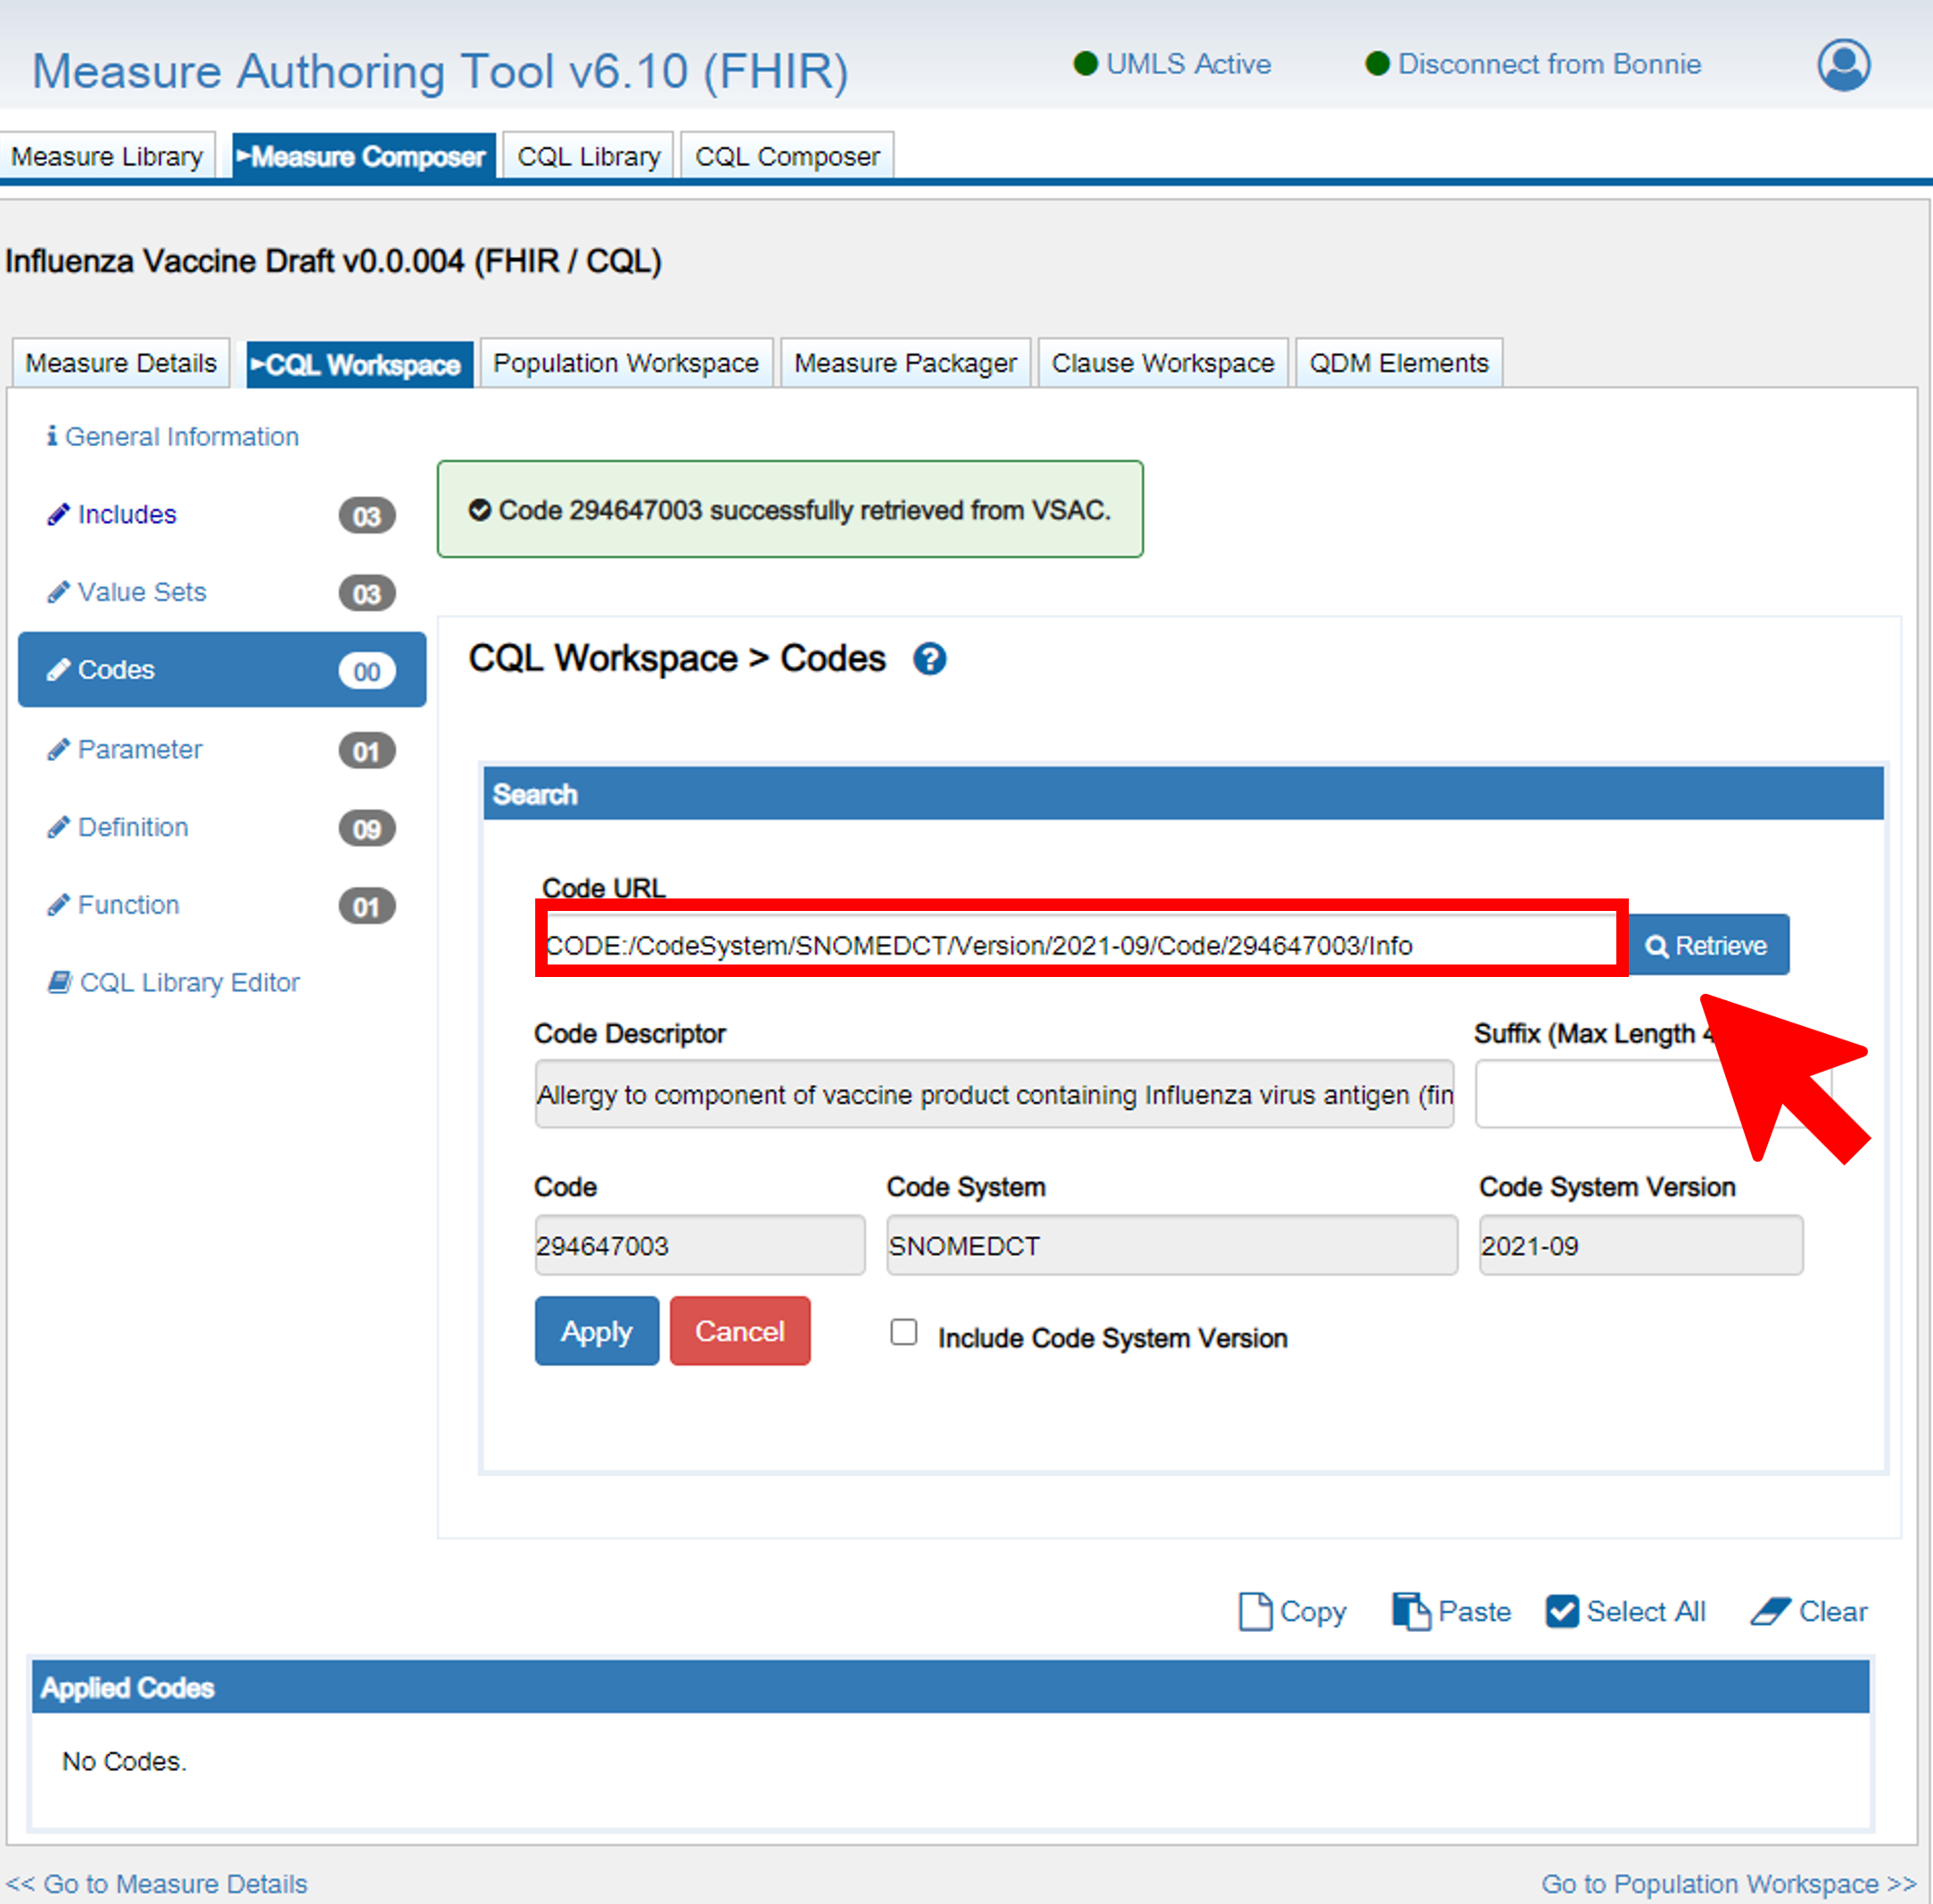 Measure Authoring Tool v6.10 (FHIR)
UMLS Active
Disconnect from Bonnie
Measure Library
Measure Composer
CQL Library
CQL Composer
Influenza Vaccine Draft v0.0.004 (FHIR / CQL)
Measure Details
CQL Workspace
Population Workspace
Measure Packager
Clause Workspace
QDM Elements
General Information
Includes 03
Value Sets 03
Codes 00
Parameter 01
Definition 09
Function 01
CQL Library Editor
Code 294647003 successfully retrieved from VSAC.
CQL Workspace > Codes
Search
Code URL
CODE:/CodeSystem/SNOMEDCT/Version/2021-09/Code/294647003/Info
Retrieve
Code Descriptor
Allergy to component of vaccine product containing Influenza virus antigen (fin
Suffix (Max Length 4
Code
294647003
Code System
SNOMEDCT
Code System Version
2021-09
Apply
Cancel
Include Code System Version
Copy
Paste
Select All
Clear
Applied Codes
No Codes.
<< Go to Measure Details
Go to Population Workspace >>